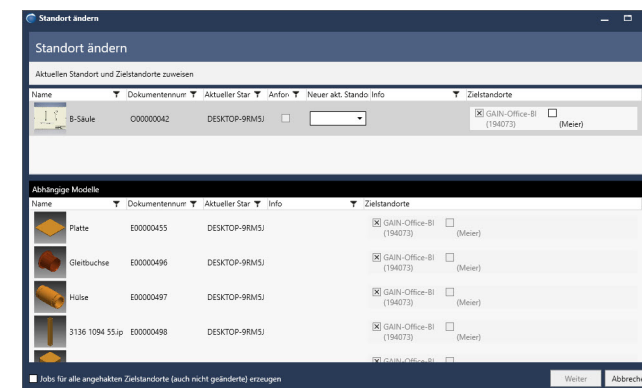 Standort ändern
Standort ändern
Aktuellen Standort und Zielstandorte zuweisen
Name Dokumentennum Aktueller Star Anfor Neuer akt. Stando Info Zielstandorte
B-Säule O00000042 DESKTOP-9RM5J GAIN-Office-BI
(194073) (Meier)
Abhängige Modelle
Name Dokumentennum Aktueller Star Info Zielstandorte
Platte E00000455 DESKTOP-9RM5J GAIN-Office-BI
(194073) (Meier)
Gleitbuchse E00000496 DESKTOP-9RM5J GAIN-Office-BI
(194073) (Meier)
Hülse E00000497 DESKTOP-9RM5J GAIN-Office-BI
(194073) (Meier)
3136 1094 55.ip E00000498 DESKTOP-9RM5J GAIN-Office-BI
(194073) (Meier)
GAIN-Office-BI
Jobs für alle angehakten Zielstandorte (auch nicht geänderte) erzeugen Weiter Abbreche